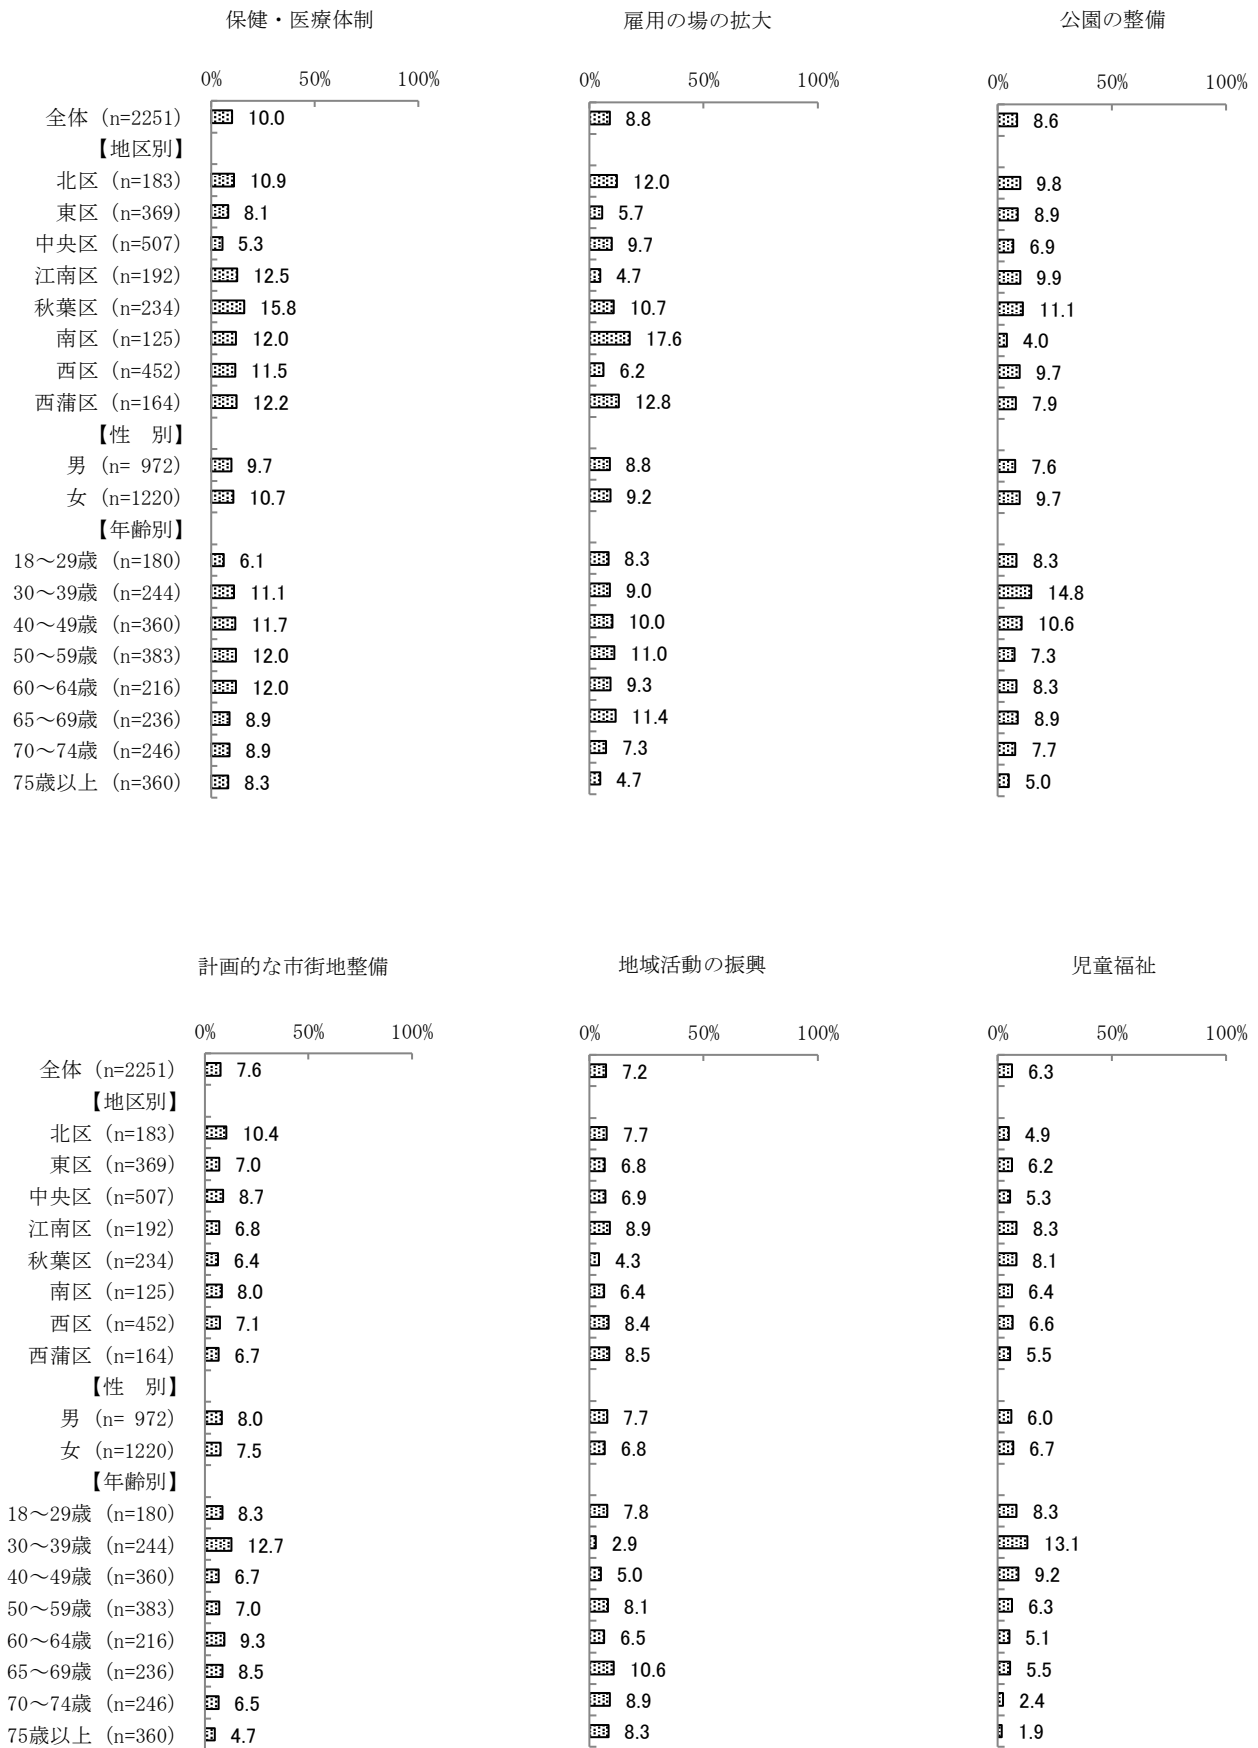 保健・医療体制　雇用の場の拡大　公園の整備
0% 50% 100% 0% 50% 100% 0% 50% 100%
全体 (n=2251) 10.0 8.8 8.6
【地区別】
北区 (n=183) 10.9 12.0 9.8
東区 (n=369) 8.1 5.7 8.9
中央区 (n=507) 5.3 9.7 6.9
江南区 (n=192) 12.5 4.7 9.9
秋葉区 (n=234) 15.8 10.7 11.1
南区 (n=125) 12.0 17.6 4.0
西区 (n=452) 11.5 6.2 9.7
西蒲区 (n=164) 12.2 12.8 7.9
【性　別】
男 (n= 972) 9.7 8.8 7.6
女 (n=1220) 10.7 9.2 9.7
【年齢別】
18～29歳 (n=180) 6.1 8.3 8.3
30～39歳 (n=244) 11.1 9.0 14.8
40～49歳 (n=360) 11.7 10.0 10.6
50～59歳 (n=383) 12.0 11.0 7.3
60～64歳 (n=216) 12.0 9.3 8.3
65～69歳 (n=236) 8.9 11.4 8.9
70～74歳 (n=246) 8.9 7.3 7.7
75歳以上 (n=360) 8.3 4.7 5.0
計画的な市街地整備　地域活動の振興　児童福祉
0% 50% 100% 0% 50% 100% 0% 50% 100%
全体 (n=2251) 7.6 7.2 6.3
【地区別】
北区 (n=183) 10.4 7.7 4.9
東区 (n=369) 7.0 6.8 6.2
中央区 (n=507) 8.7 6.9 5.3
江南区 (n=192) 6.8 8.9 8.3
秋葉区 (n=234) 6.4 4.3 8.1
南区 (n=125) 8.0 6.4 6.4
西区 (n=452) 7.1 8.4 6.6
西蒲区 (n=164) 6.7 8.5 5.5
【性　別】
男 (n= 972) 8.0 7.7 6.0
女 (n=1220) 7.5 6.8 6.7
【年齢別】
18～29歳 (n=180) 8.3 7.8 8.3
30～39歳 (n=244) 12.7 2.9 13.1
40～49歳 (n=360) 6.7 5.0 9.2
50～59歳 (n=383) 7.0 8.1 6.3
60～64歳 (n=216) 9.3 6.5 5.1
65～69歳 (n=236) 8.5 10.6 5.5
70～74歳 (n=246) 6.5 8.9 2.4
75歳以上 (n=360) 4.7 8.3 1.9